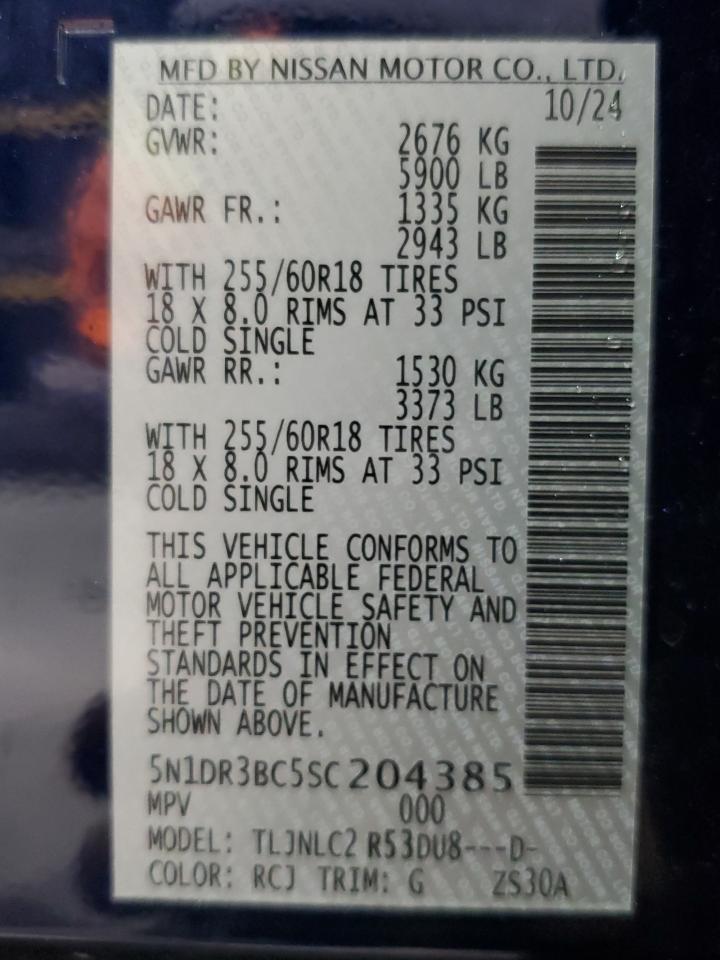 MFD BY NISSAN MOTOR CO., LTD.
DATE: 10/24
GVWR: 2676 KG
5900 LB
GAWR FR.: 1335 KG
2943 LB
WITH 255/60R18 TIRES
18 X 8.0 RIMS AT 33 PSI
COLD SINGLE
GAWR RR.: 1530 KG
3373 LB
WITH 255/60R18 TIRES
18 X 8.0 RIMS AT 33 PSI
COLD SINGLE
THIS VEHICLE CONFORMS TO
ALL APPLICABLE FEDERAL
MOTOR VEHICLE SAFETY AND
THEFT PREVENTION
STANDARDS IN EFFECT ON
THE DATE OF MANUFACTURE
SHOWN ABOVE.
5N1DR3BC5SC204385
MPV 000
MODEL: TLJNLC2 R53DU8---D-
COLOR: RCJ TRIM: G ZS30A